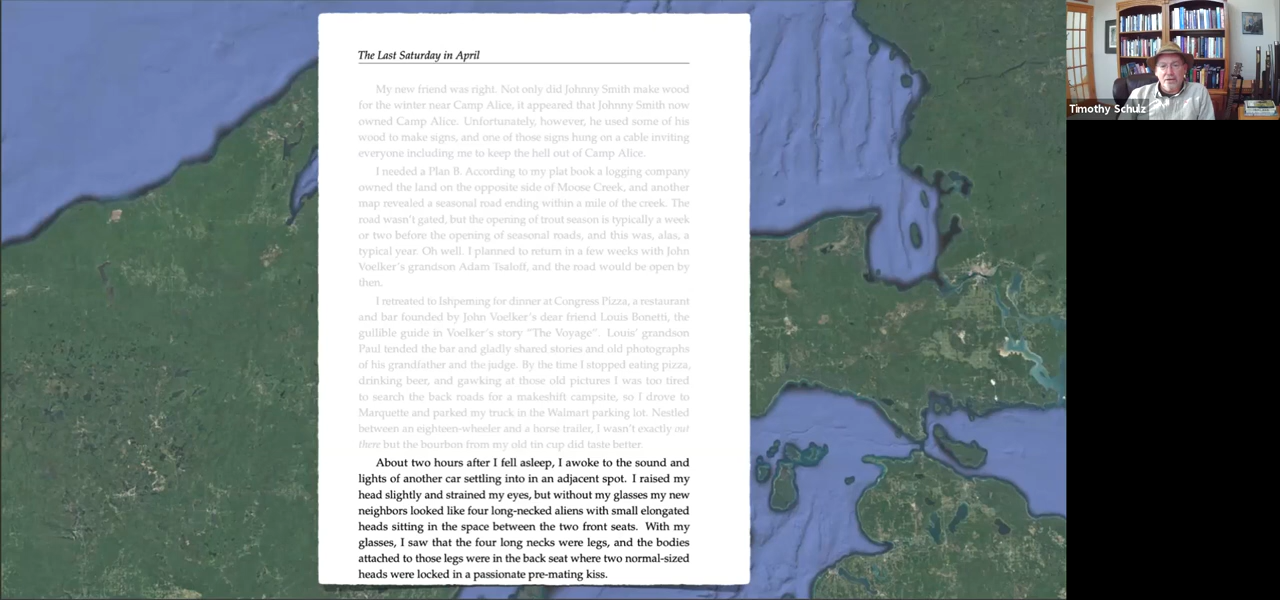 The Last Saturday in April
My new friend was right. Not only did Johnny Smith make wood
for the winter near Camp Alice, it appeared that Johnny Smith now
owned Camp Alice. Unfortunately, however, he used some of his
wood to make signs, and one of those signs hung on a cable inviting
everyone including me to keep the hell out of Camp Alice.
I needed a Plan B. According to my plat book a logging company
owned the land on the opposite side of Moose Creek, and another
map revealed a seasonal road ending within a mile of the creek. The
road wasn't gated, but the opening of trout season is typically a week
or two before the opening of seasonal roads, and this was, alas, a
typical year. Oh well. I planned to return in a few weeks with John
Voelker's grandson Adam Tsaloff, and the road would be open by
then.
I retreated to Ishpeming for dinner at Congress Pizza, a restaurant
and bar founded by John Voelker's dear friend Louis Bonetti, the
gullible guide in Voelker's story "The Voyage". Louis' grandson
Paul tended the bar and gladly shared stories and old photographs
of his grandfather and the judge. By the time I stopped eating pizza,
drinking beer, and gawking at those old pictures I was too tired
to search the back roads for a makeshift campsite, so I drove to
Marquette and parked my truck in the Walmart parking lot. Nestled
between an eighteen-wheeler and a horse trailer, I wasn't exactly out
there but the bourbon from my old tin cup did taste better.
About two hours after I fell asleep, I awoke to the sound and
lights of another car settling into in an adjacent spot. I raised my
head slightly and strained my eyes, but without my glasses my new
neighbors looked like four long-necked aliens with small elongated
heads sitting in the space between the two front seats. With my
glasses, I saw that the four long necks were legs, and the bodies
attached to those legs were in the back seat where two normal-sized
heads were locked in a passionate pre-mating kiss.
Timothy Schulz